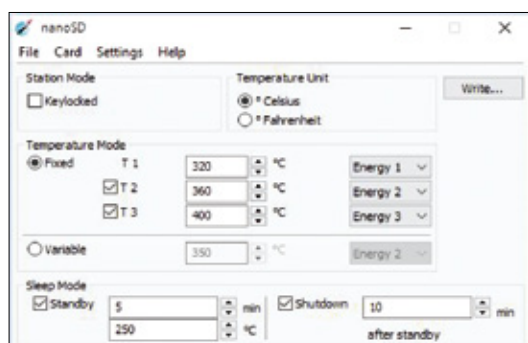 nanoSD
File Card Settings Help
Station Mode
Temperature Unit
Keylocked
° Celsius
° Fahrenheit
Write...
Temperature Mode
Fixed T 1 320 °C Energy 1
T 2 360 °C Energy 2
T 3 400 °C Energy 3
Variable 350 °C Energy 2
Sleep Mode
Standby 5 min Shutdown 10 min
250 °C after standby